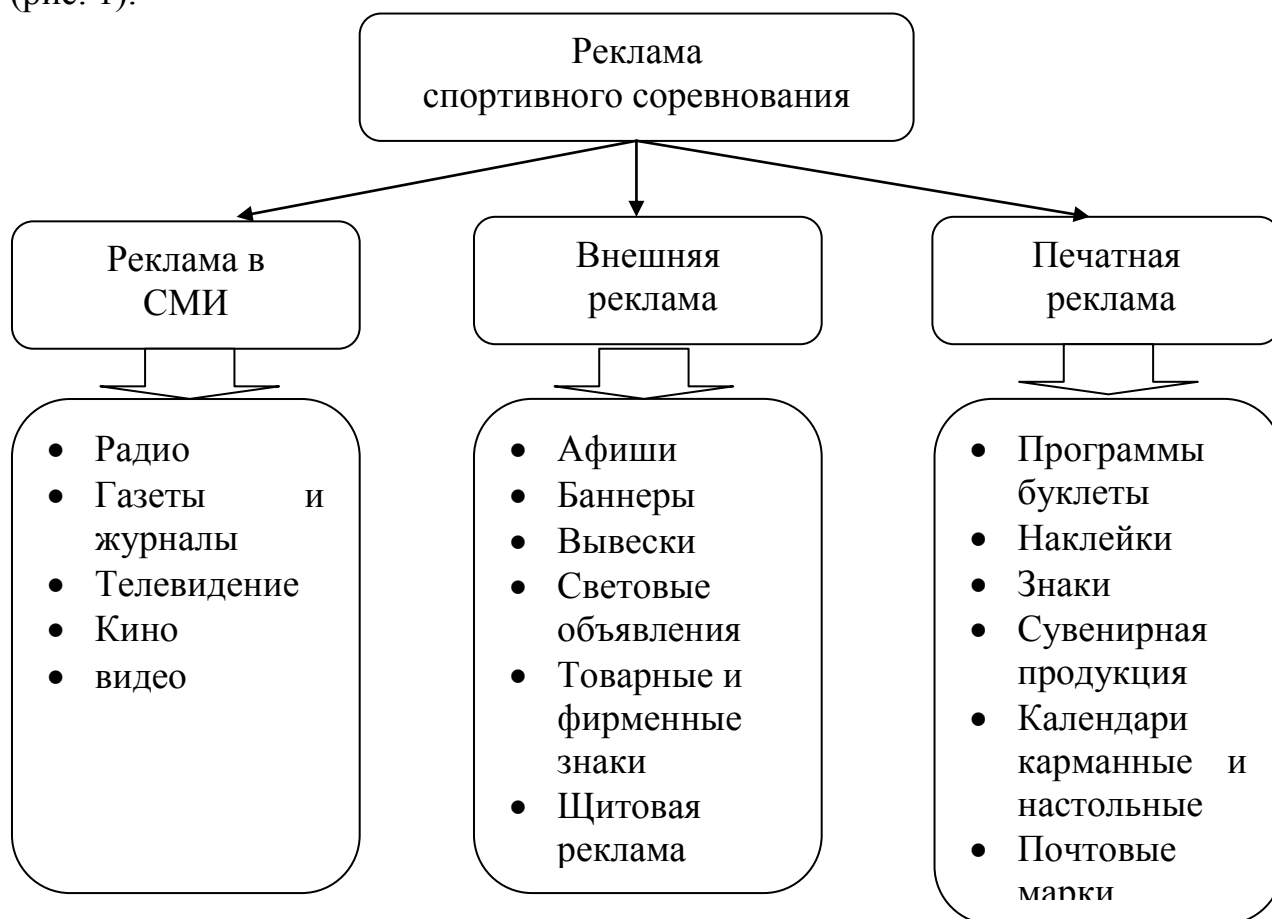 (рис. 1).
Реклама
спортивного соревнования
Реклама в
СМИ
Внешняя
реклама
Печатная
реклама
• Радио
• Газеты и
журналы
• Телевидение
• Кино
• видео
• Афиши
• Баннеры
• Вывески
• Световые
объявления
• Товарные и
фирменные
знаки
• Щитовая
реклама
• Программы
буклеты
• Наклейки
• Знаки
• Сувенирная
продукция
• Календари
карманные и
настольные
• Почтовые
марки